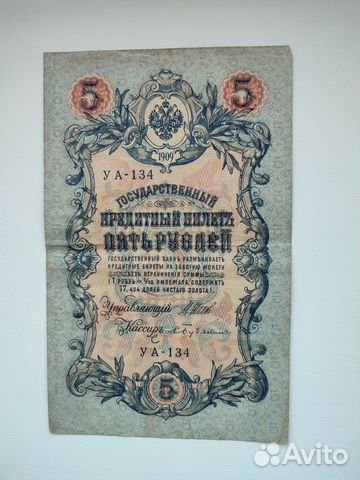 5 5
1909
УА-134
ГОСУДАРСТВЕННЫЙ
КРЕДИТНЫЙ БИЛЕТЪ
ПЯТЬ РУБЛЕЙ
ГОСУДАРСТВЕННЫЙ БАНКЪ РАЗМѢНИВАЕТЪ
КРЕДИТНЫЕ БИЛЕТЫ НА ЗОЛОТУЮ МОНЕТУ
БЕЗЪ ОГРАНИЧЕНІЯ СУММЫ
(1 РУБЛЬ = 1/15 ИМПЕРІАЛА, СОДЕРЖИТЪ
17,424 ДОЛЕЙ ЧИСТАГО ЗОЛОТА).
Управляющій
Кассиръ
УА-134
5
Avito